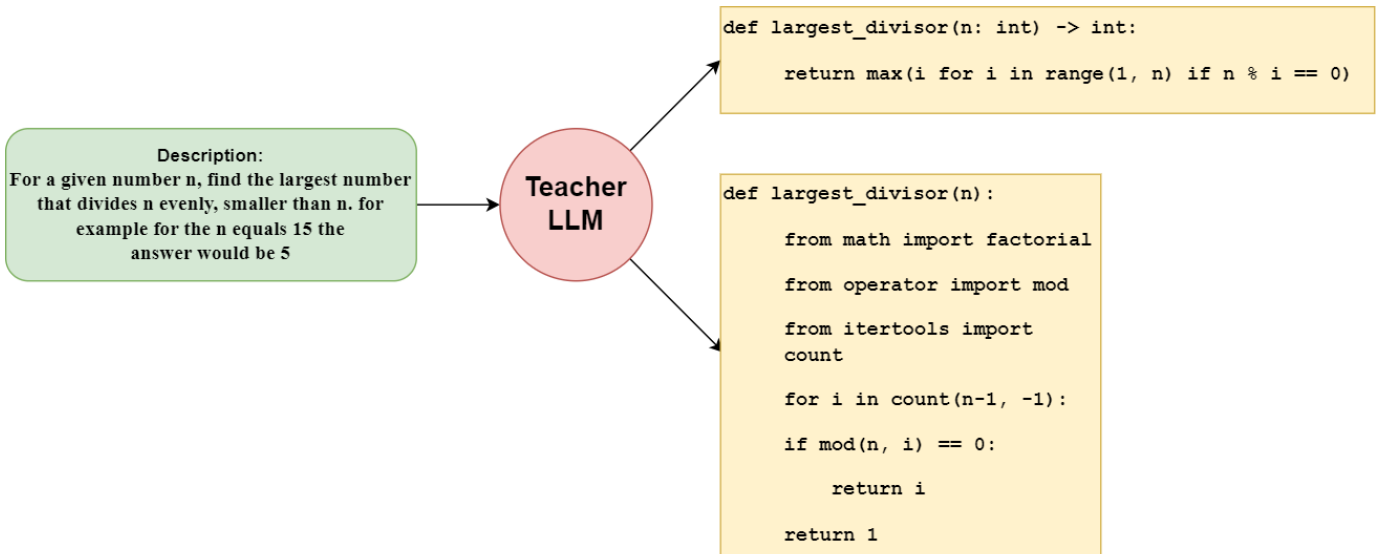 Description:
For a given number n, find the largest number
that divides n evenly, smaller than n. for
example for the n equals 15 the
answer would be 5
Teacher
LLM
def largest_divisor(n: int) -> int:
return max(i for i in range(1, n) if n % i == 0)
def largest_divisor(n):
from math import factorial
from operator import mod
from itertools import
count
for i in count(n-1, -1):
if mod(n, i) == 0:
return i
return 1